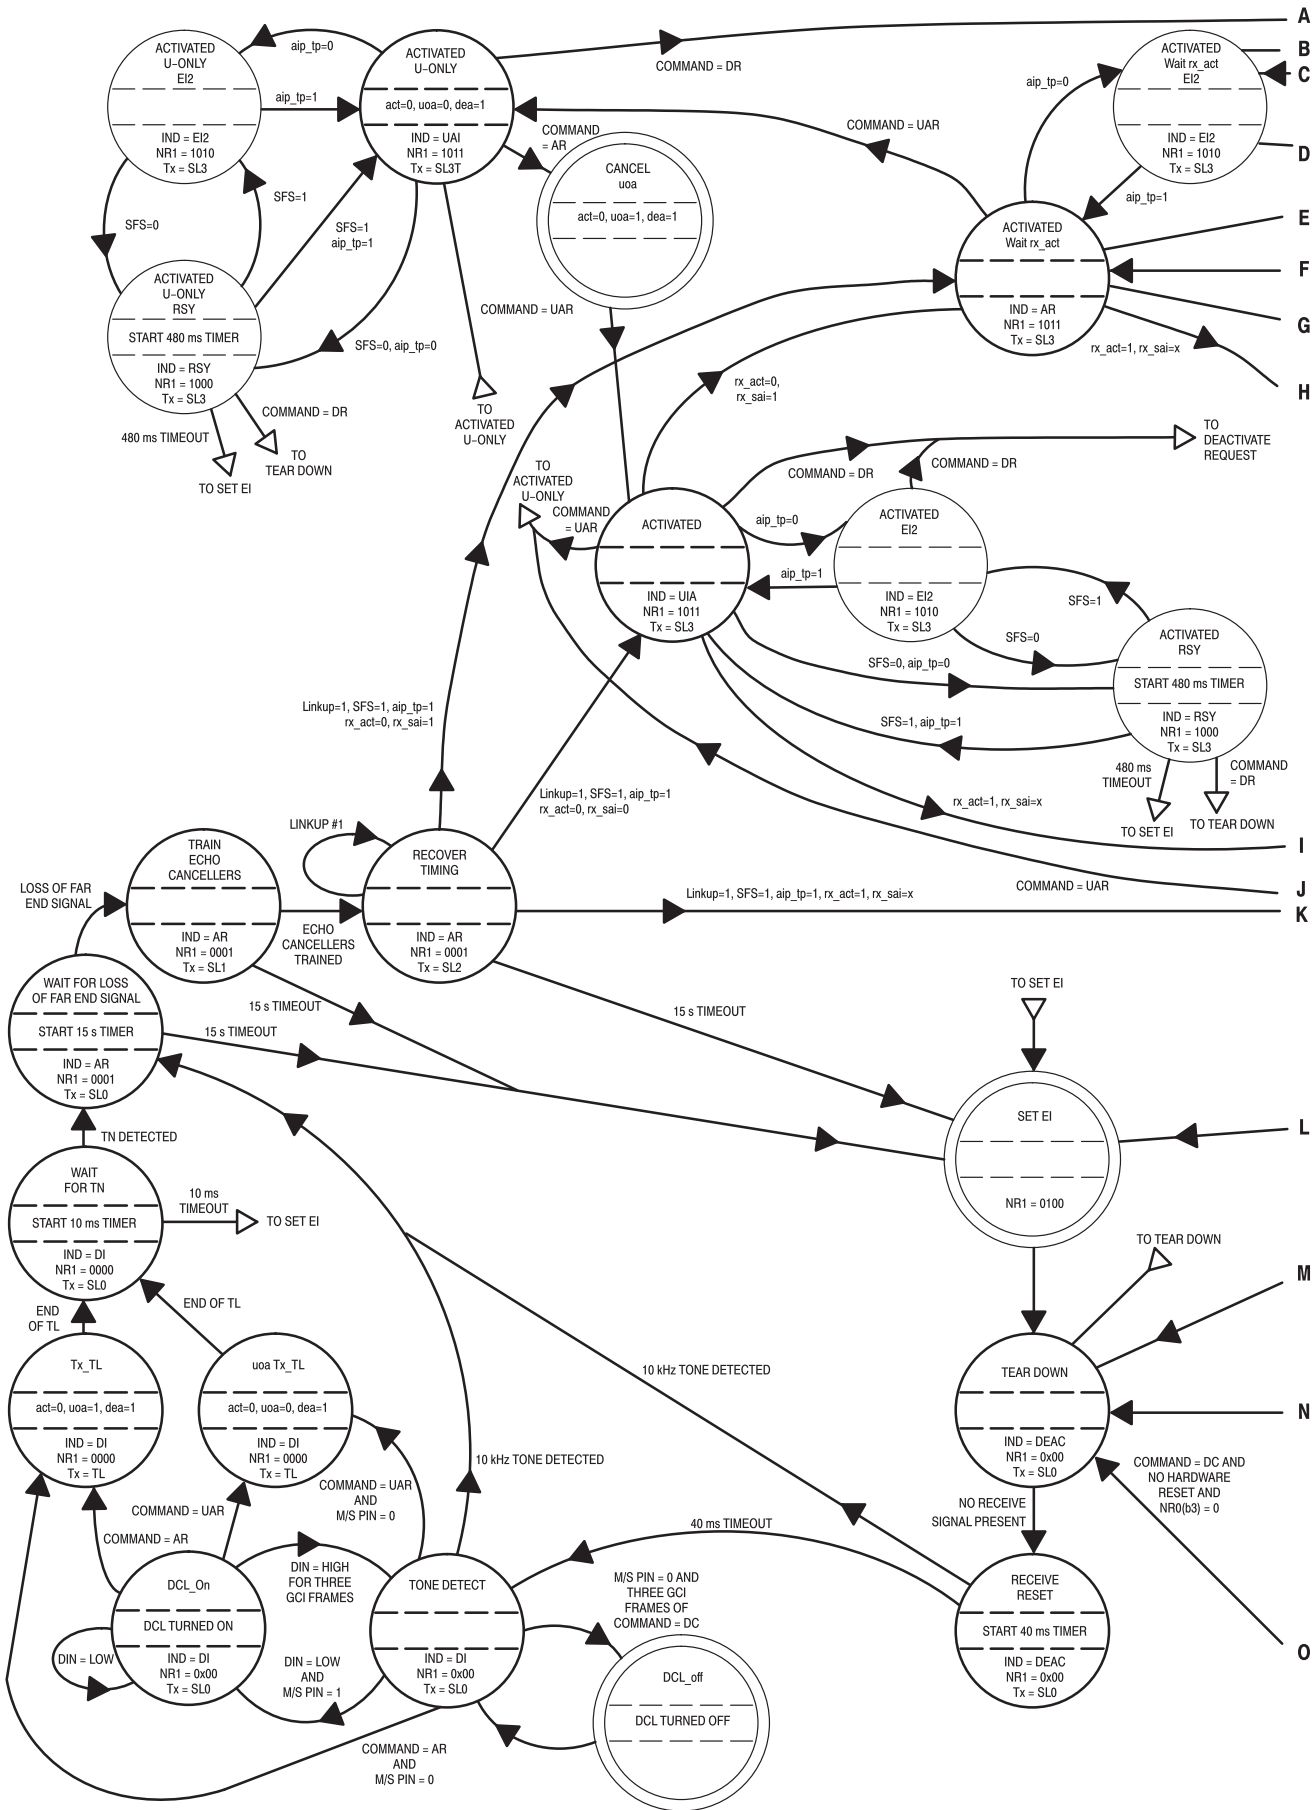 A
ACTIVATED
U–ONLY
EI2
IND = EI2
NR1 = 1010
Tx = SL3
aip_tp=0
aip_tp=1
ACTIVATED
U–ONLY
act=0, uoa=0, dea=1
IND = UAI
NR1 = 1011
Tx = SL3T
COMMAND = DR
ACTIVATED
Wait rx_act
EI2
IND = EI2
NR1 = 1010
Tx = SL3
B
C
D
aip_tp=0
aip_tp=1
COMMAND = UAR
COMMAND
= AR
CANCEL
uoa
act=0, uoa=1, dea=1
SFS=0
SFS=1
SFS=1
aip_tp=1
ACTIVATED
Wait rx_act
IND = AR
NR1 = 1011
Tx = SL3
E
F
G
H
rx_act=1, rx_sai=x
ACTIVATED
U–ONLY
RSY
START 480 ms TIMER
IND = RSY
NR1 = 1000
Tx = SL3
SFS=0, aip_tp=0
COMMAND = UAR
COMMAND = DR
480 ms TIMEOUT
TO
TEAR DOWN
TO SET EI
TO
ACTIVATED
U–ONLY
rx_act=0,
rx_sai=1
TO
DEACTIVATE
REQUEST
COMMAND = DR
COMMAND = DR
TO
ACTIVATED
U–ONLY
COMMAND
= UAR
ACTIVATED
IND = UIA
NR1 = 1011
Tx = SL3
aip_tp=0
aip_tp=1
ACTIVATED
EI2
IND = EI2
NR1 = 1010
Tx = SL3
SFS=1
SFS=0
ACTIVATED
RSY
START 480 ms TIMER
IND = RSY
NR1 = 1000
Tx = SL3
SFS=0, aip_tp=0
SFS=1, aip_tp=1
480 ms
TIMEOUT
COMMAND
= DR
TO SET EI
TO TEAR DOWN
Linkup=1, SFS=1, aip_tp=1
rx_act=0, rx_sai=1
Linkup=1, SFS=1, aip_tp=1
rx_act=0, rx_sai=0
rx_act=1, rx_sai=x
I
J
COMMAND = UAR
LINKUP #1
TRAIN
ECHO
CANCELLERS
IND = AR
NR1 = 0001
Tx = SL1
LOSS OF FAR
END SIGNAL
ECHO
CANCELLERS
TRAINED
RECOVER
TIMING
IND = AR
NR1 = 0001
Tx = SL2
Linkup=1, SFS=1, aip_tp=1, rx_act=1, rx_sai=x
K
WAIT FOR LOSS
OF FAR END SIGNAL
START 15 s TIMER
IND = AR
NR1 = 0001
Tx = SL0
15 s TIMEOUT
15 s TIMEOUT
15 s TIMEOUT
TO SET EI
SET EI
NR1 = 0100
L
TN DETECTED
WAIT
FOR TN
START 10 ms TIMER
IND = DI
NR1 = 0000
Tx = SL0
10 ms
TIMEOUT
TO SET EI
END
OF TL
END OF TL
TO TEAR DOWN
M
Tx_TL
act=0, uoa=1, dea=1
IND = DI
NR1 = 0000
Tx = TL
uoa Tx_TL
act=0, uoa=0, dea=1
IND = DI
NR1 = 0000
Tx = TL
10 kHz TONE DETECTED
10 kHz TONE DETECTED
TEAR DOWN
IND = DEAC
NR1 = 0x00
Tx = SL0
N
COMMAND = DC AND
NO HARDWARE
RESET AND
NR0(b3) = 0
NO RECEIVE
SIGNAL PRESENT
COMMAND = UAR
COMMAND = AR
COMMAND = UAR
AND
M/S PIN = 0
40 ms TIMEOUT
DCL_On
DCL TURNED ON
IND = DI
NR1 = 0x00
Tx = SL0
DIN = LOW
DIN = HIGH
FOR THREE
GCI FRAMES
DIN = LOW
AND
M/S PIN = 1
TONE DETECT
IND = DI
NR1 = 0x00
Tx = SL0
M/S PIN = 0 AND
THREE GCI
FRAMES OF
COMMAND = DC
DCL_off
DCL TURNED OFF
RECEIVE
RESET
START 40 ms TIMER
IND = DEAC
NR1 = 0x00
Tx = SL0
O
COMMAND = AR
AND
M/S PIN = 0